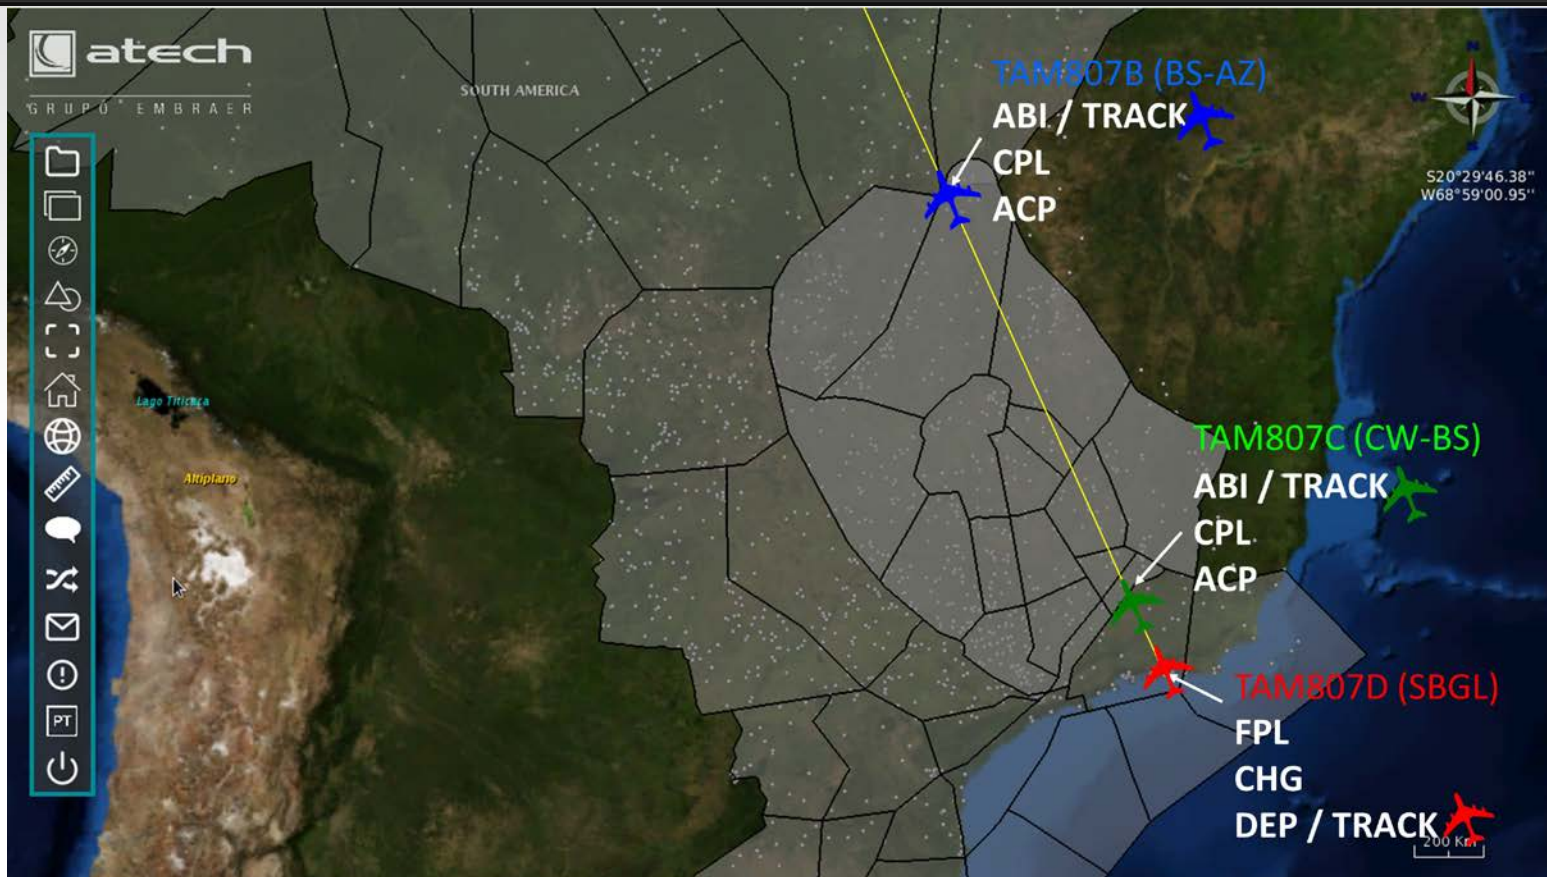 atech
GRUPO EMBRAER
SOUTH AMERICA
TAM807B (BS-AZ)
ABI / TRACK
CPL
ACP
N
W
E
S
S20°29'46.38"
W68°59'00.95"
Lago Titicaca
Altiplano
TAM807C (CW-BS)
ABI / TRACK
CPL
ACP
TAM807D (SBGL)
FPL
CHG
DEP / TRACK
PT
200 Km